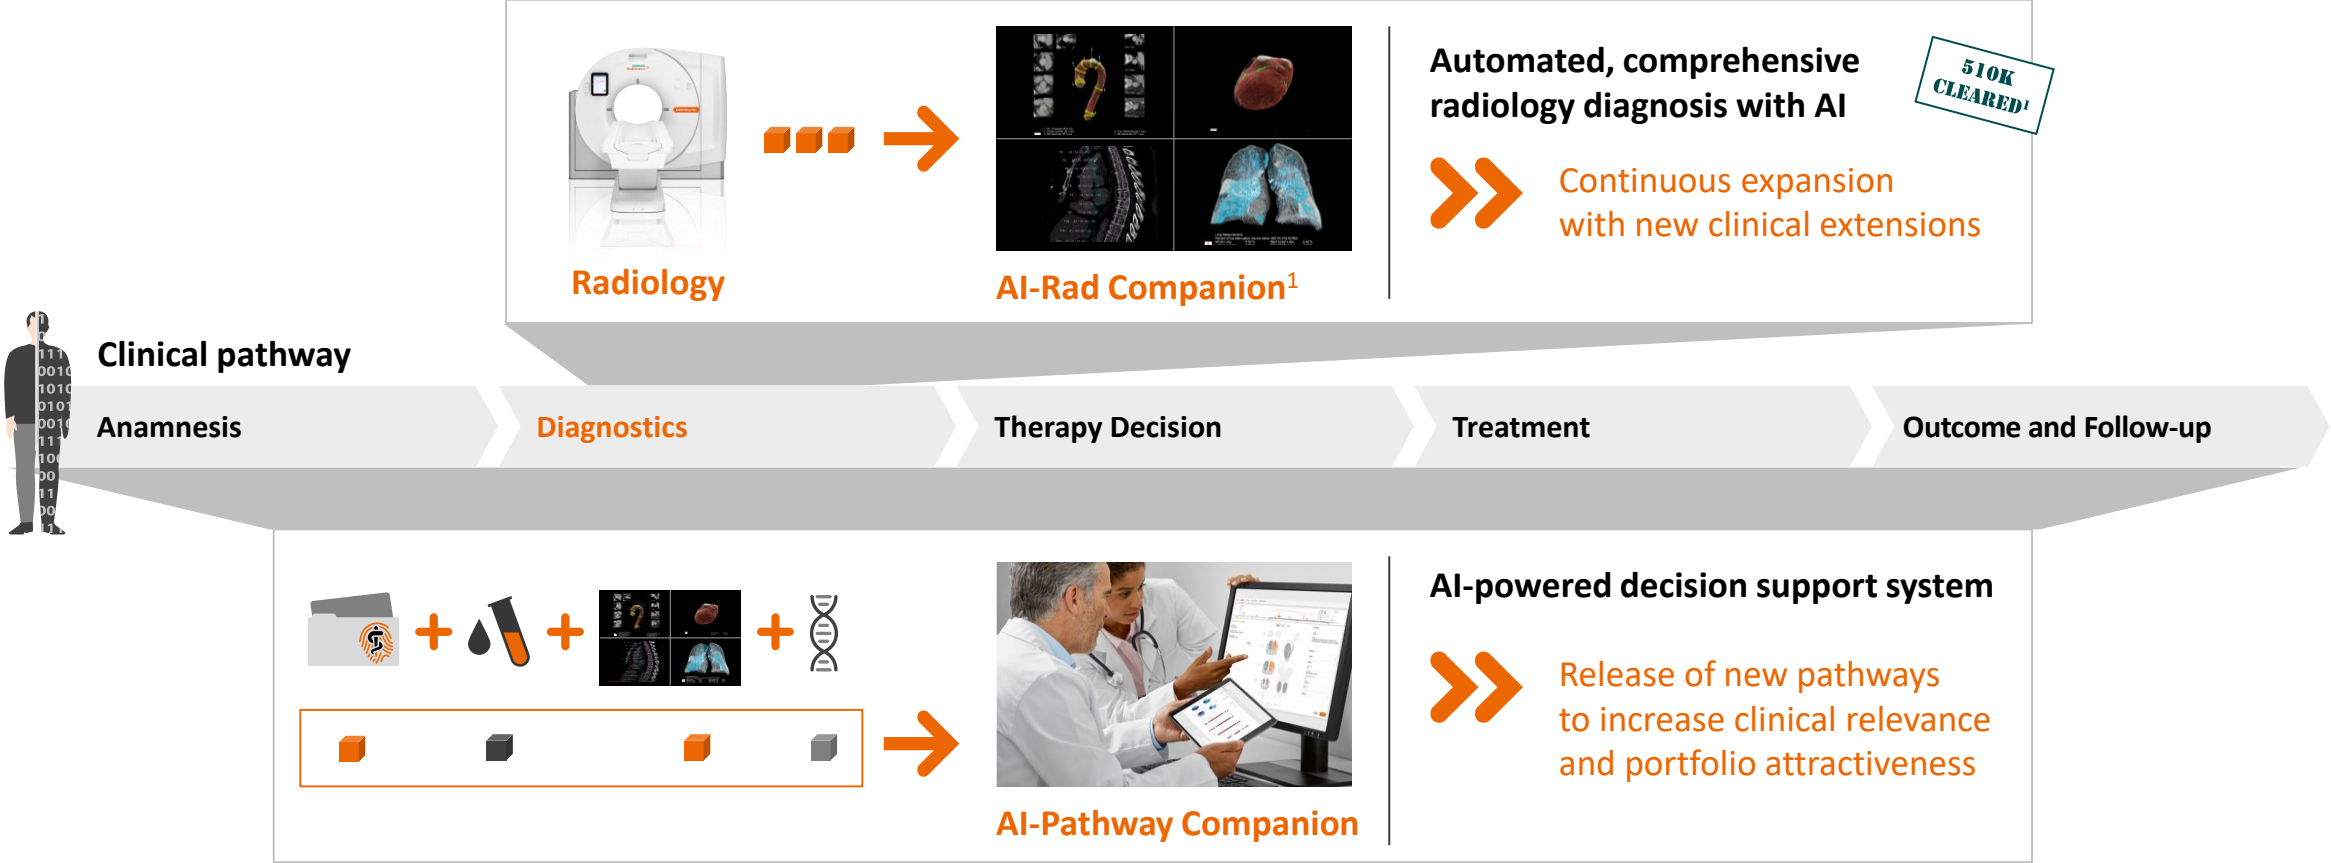 Automated, comprehensive
radiology diagnosis with AI
510K
CLEARED¹
Continuous expansion
with new clinical extensions
Radiology
AI-Rad Companion¹
Clinical pathway
Anamnesis
Diagnostics
Therapy Decision
Treatment
Outcome and Follow-up
AI-powered decision support system
Release of new pathways
to increase clinical relevance
and portfolio attractiveness
AI-Pathway Companion